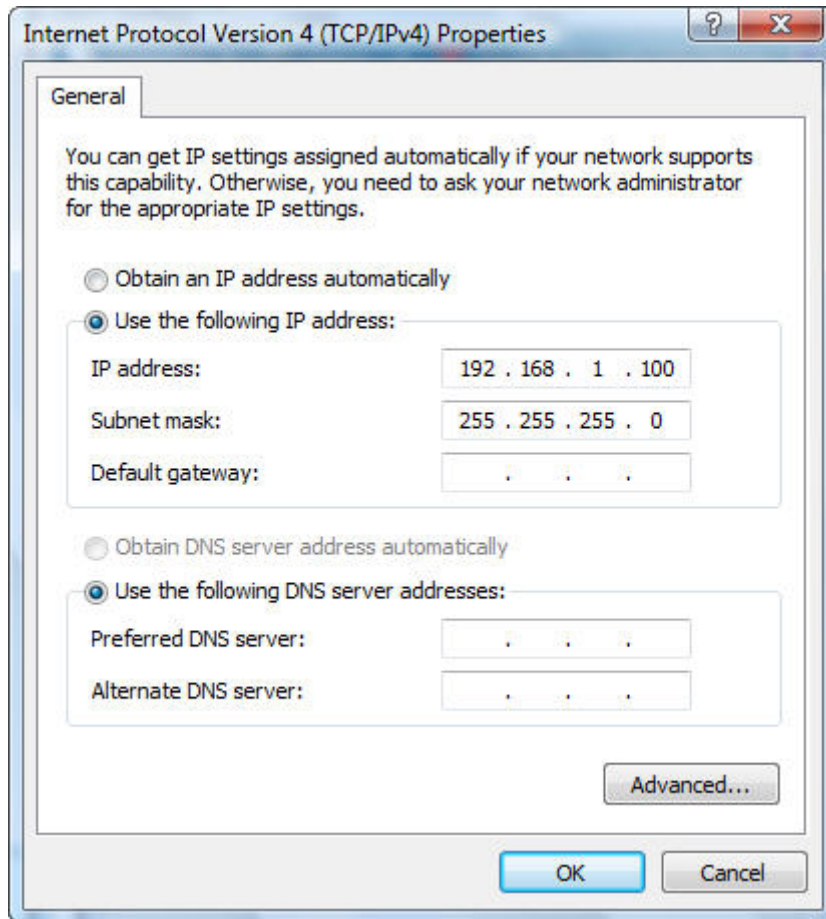 Internet Protocol Version 4 (TCP/IPv4) Properties
?
X
General
You can get IP settings assigned automatically if your network supports
this capability. Otherwise, you need to ask your network administrator
for the appropriate IP settings.
Obtain an IP address automatically
Use the following IP address:
IP address: 192 . 168 . 1 . 100
Subnet mask: 255 . 255 . 255 . 0
Default gateway: . . .
Obtain DNS server address automatically
Use the following DNS server addresses:
Preferred DNS server: . . .
Alternate DNS server: . . .
Advanced...
OK Cancel